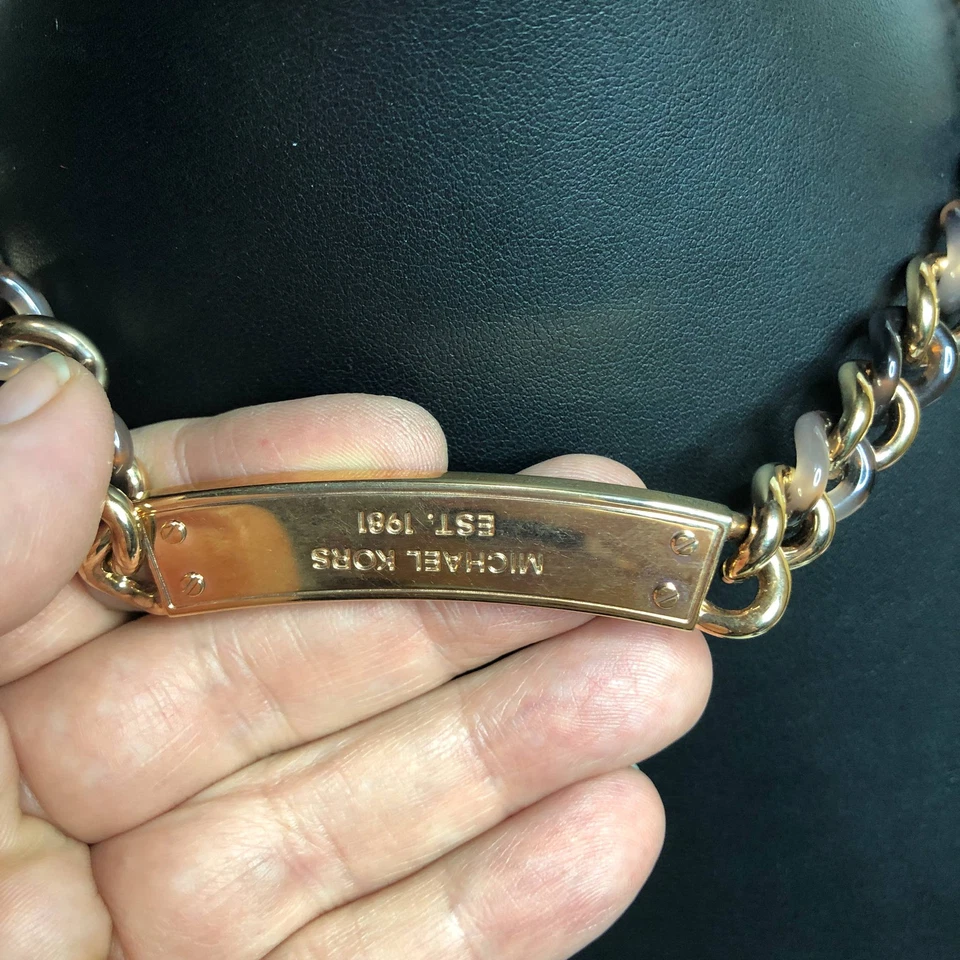 MICHAEL KORS
EST. 1981